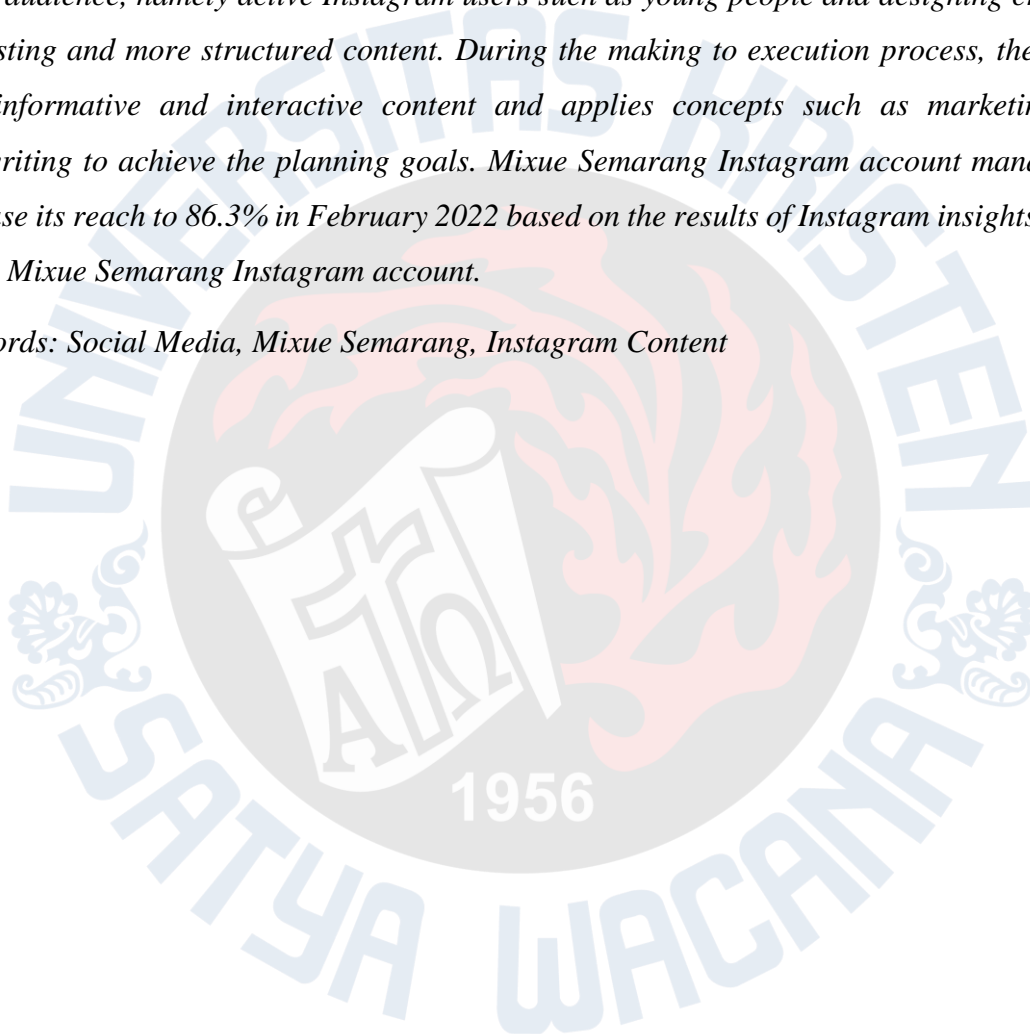 audience, namely active Instagram users such as young people and designing
sting and more structured content. During the making to execution process, the
informative and interactive content and applies concepts such as
riting to achieve the planning goals. Mixue Semarang Instagram account
se its reach to 86.3% in February 2022 based on the results of Instagram insights
Mixue Semarang Instagram account.
ords: Social Media, Mixue Semarang, Instagram Content
UNIVERSITAS KRISTEN
SATYA WACANA
1956
ΑΩ